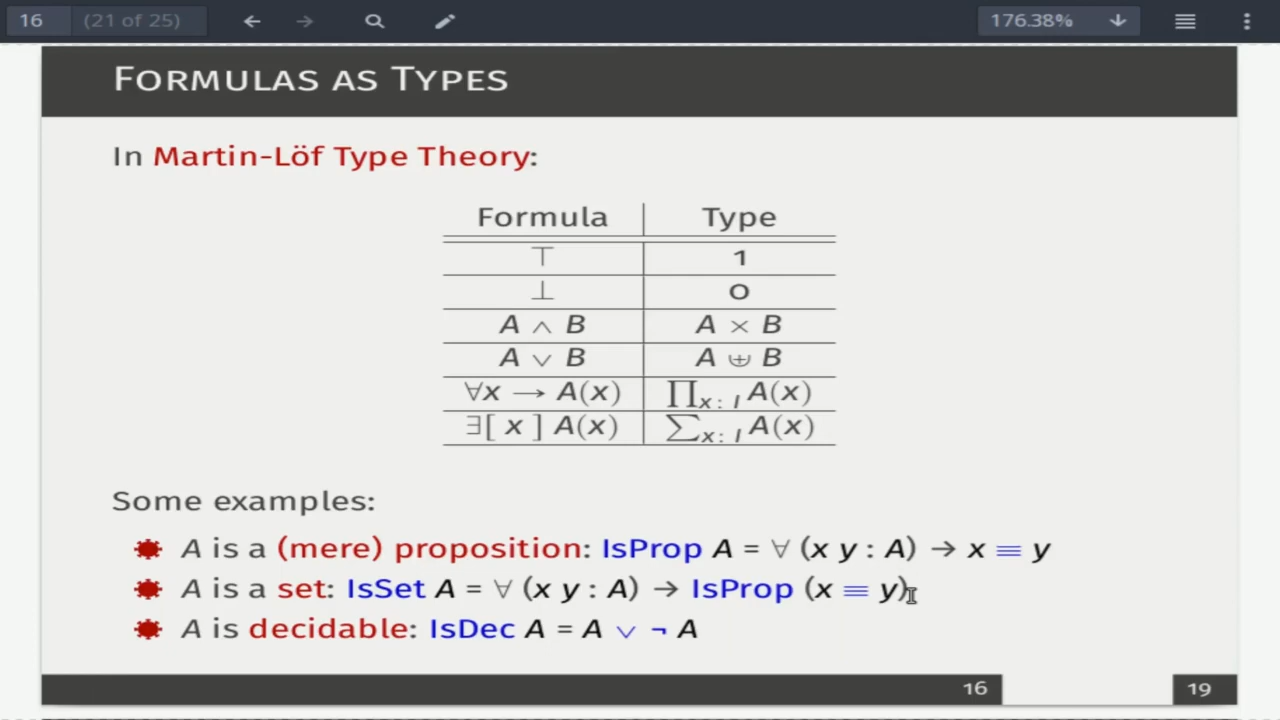 16 (21 of 25) 176.38%
FORMULAS AS TYPES
In Martin-Löf Type Theory:
Formula Type
⊤ 1
⊥ 0
A ∧ B A × B
A ∨ B A ⊎ B
∀x → A(x) ∏x : I A(x)
∃[ x ] A(x) ∑x : I A(x)
Some examples:
A is a (mere) proposition: IsProp A = ∀ (x y : A) → x ≡ y
A is a set: IsSet A = ∀ (x y : A) → IsProp (x ≡ y)
A is decidable: IsDec A = A ∨ ¬ A
16 19